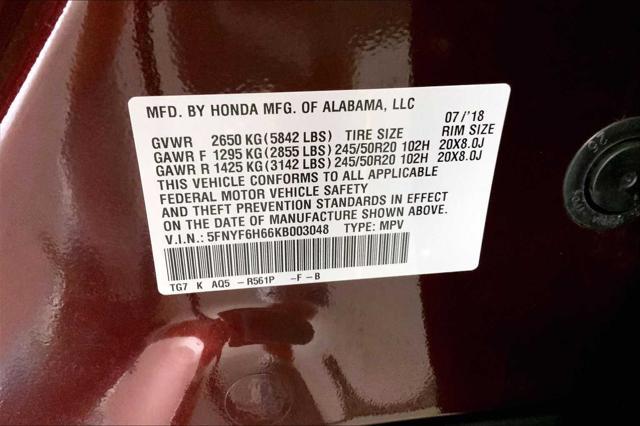 MFD. BY HONDA MFG. OF ALABAMA, LLC 07/'18
GVWR 2650 KG(5842 LBS) TIRE SIZE RIM SIZE
GAWR F 1295 KG(2855 LBS) 245/50R20 102H 20X8.0J
GAWR R 1425 KG(3142 LBS) 245/50R20 102H 20X8.0J
THIS VEHICLE CONFORMS TO ALL APPLICABLE
FEDERAL MOTOR VEHICLE SAFETY
AND THEFT PREVENTION STANDARDS IN EFFECT
ON THE DATE OF MANUFACTURE SHOWN ABOVE.
V.I.N.: 5FNYF6H66KB003048 TYPE: MPV
TG7 K AQ5 -R561P -F-B